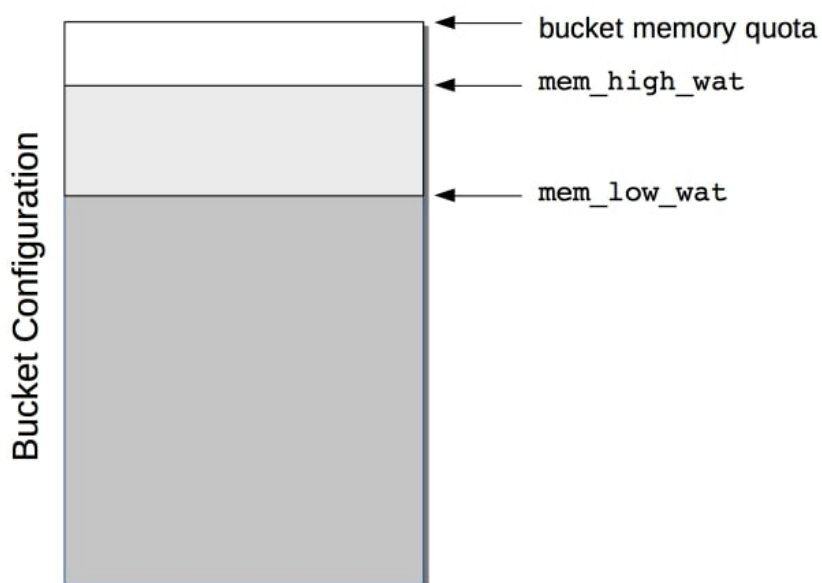 bucket memory quota
mem_high_wat
mem_low_wat
Bucket Configuration